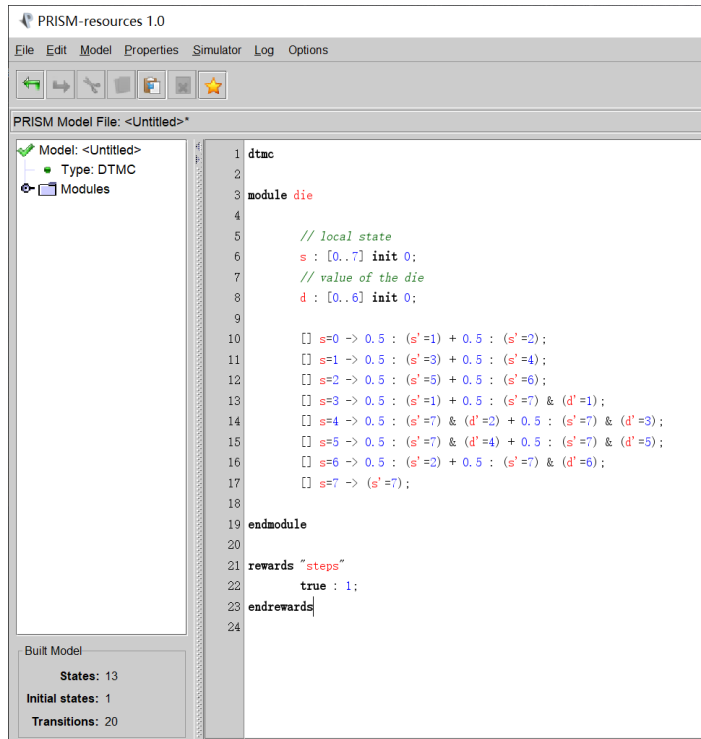 PRISM-resources 1.0
File Edit Model Properties Simulator Log Options
PRISM Model File: <Untitled>*
Model: <Untitled>
Type: DTMC
Modules
1 dtmc
2
3 module die
4
5 // local state
6 s : [0..7] init 0;
7 // value of the die
8 d : [0..6] init 0;
9
10 [] s=0 -> 0.5 : (s'=1) + 0.5 : (s'=2);
11 [] s=1 -> 0.5 : (s'=3) + 0.5 : (s'=4);
12 [] s=2 -> 0.5 : (s'=5) + 0.5 : (s'=6);
13 [] s=3 -> 0.5 : (s'=1) + 0.5 : (s'=7) & (d'=1);
14 [] s=4 -> 0.5 : (s'=7) & (d'=2) + 0.5 : (s'=7) & (d'=3);
15 [] s=5 -> 0.5 : (s'=7) & (d'=4) + 0.5 : (s'=7) & (d'=5);
16 [] s=6 -> 0.5 : (s'=2) + 0.5 : (s'=7) & (d'=6);
17 [] s=7 -> (s'=7);
18
19 endmodule
20
21 rewards "steps"
22 true : 1;
23 endrewards
24
Built Model
States: 13
Initial states: 1
Transitions: 20